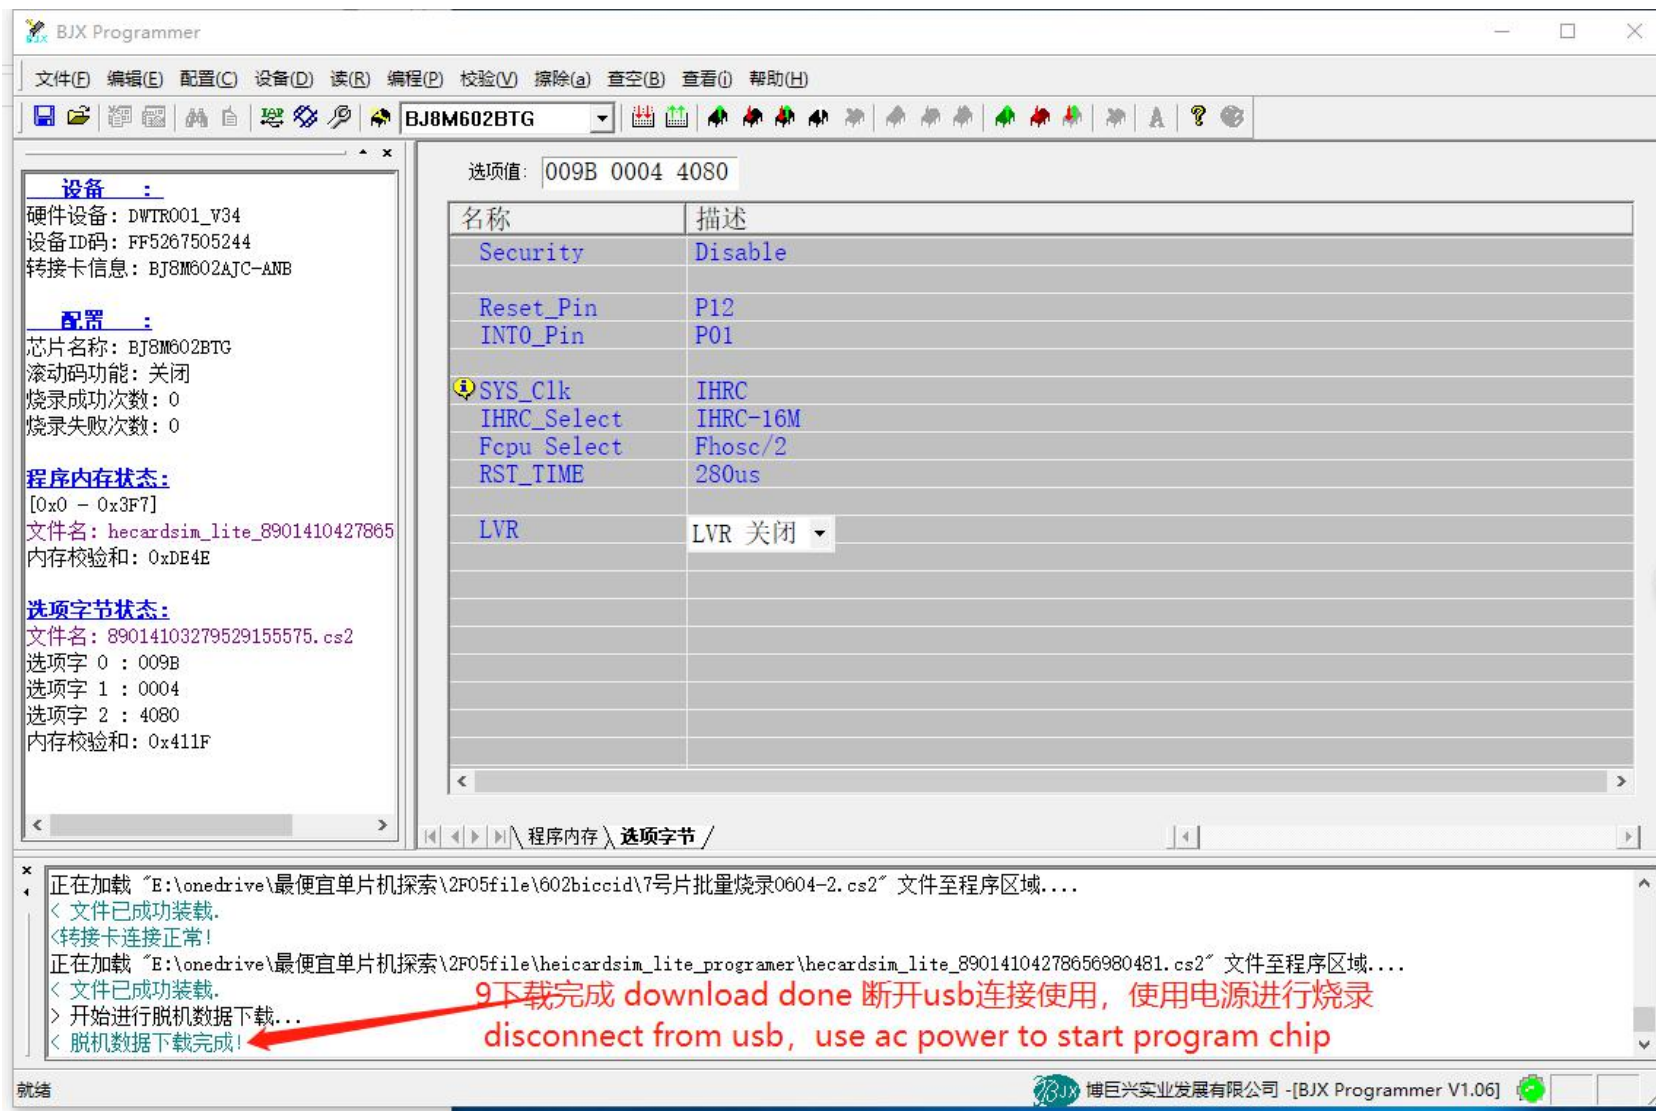 BJX Programmer
文件(F) 编辑(E) 配置(C) 设备(D) 读(R) 编程(P) 校验(V) 擦除(a) 查空(B) 查看(i) 帮助(H)
BJ8M602BTG
设备 :
硬件设备: DWTR001_V34
设备ID码: FF5267505244
转接卡信息: BJ8M602AJC-ANB
配置 :
芯片名称: BJ8M602BTG
滚动码功能: 关闭
烧录成功次数: 0
烧录失败次数: 0
程序内存状态:
[0x0 - 0x3F7]
文件名: hecardsim_lite_8901410427865
内存校验和: 0xDE4E
选项字节状态:
文件名: 89014103279529155575.cs2
选项字 0 : 009B
选项字 1 : 0004
选项字 2 : 4080
内存校验和: 0x411F
选项值: 009B 0004 4080
名称 描述
Security Disable
Reset_Pin P12
INT0_Pin P01
SYS_Clk IHRC
IHRC_Select IHRC-16M
Fcpu Select Fhosc/2
RST_TIME 280us
LVR LVR 关闭
程序内存 选项字节
正在加载 "E:\onedrive\最便宜单片机探索\2F05file\602biccid\7号片批量烧录0604-2.cs2" 文件至程序区域....
< 文件已成功装载.
<转接卡连接正常!
正在加载 "E:\onedrive\最便宜单片机探索\2F05file\heicardsim_lite_programer\hecardsim_lite_89014104278656980481.cs2" 文件至程序区域....
< 文件已成功装载.
> 开始进行脱机数据下载...
< 脱机数据下载完成!
9下载完成 download done 断开usb连接使用，使用电源进行烧录
disconnect from usb，use ac power to start program chip
就绪
BJX 博巨兴实业发展有限公司 -[BJX Programmer V1.06]